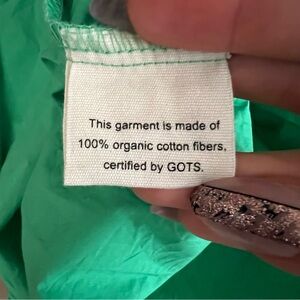 This garment is made of
100% organic cotton fibers,
certified by GOTS.